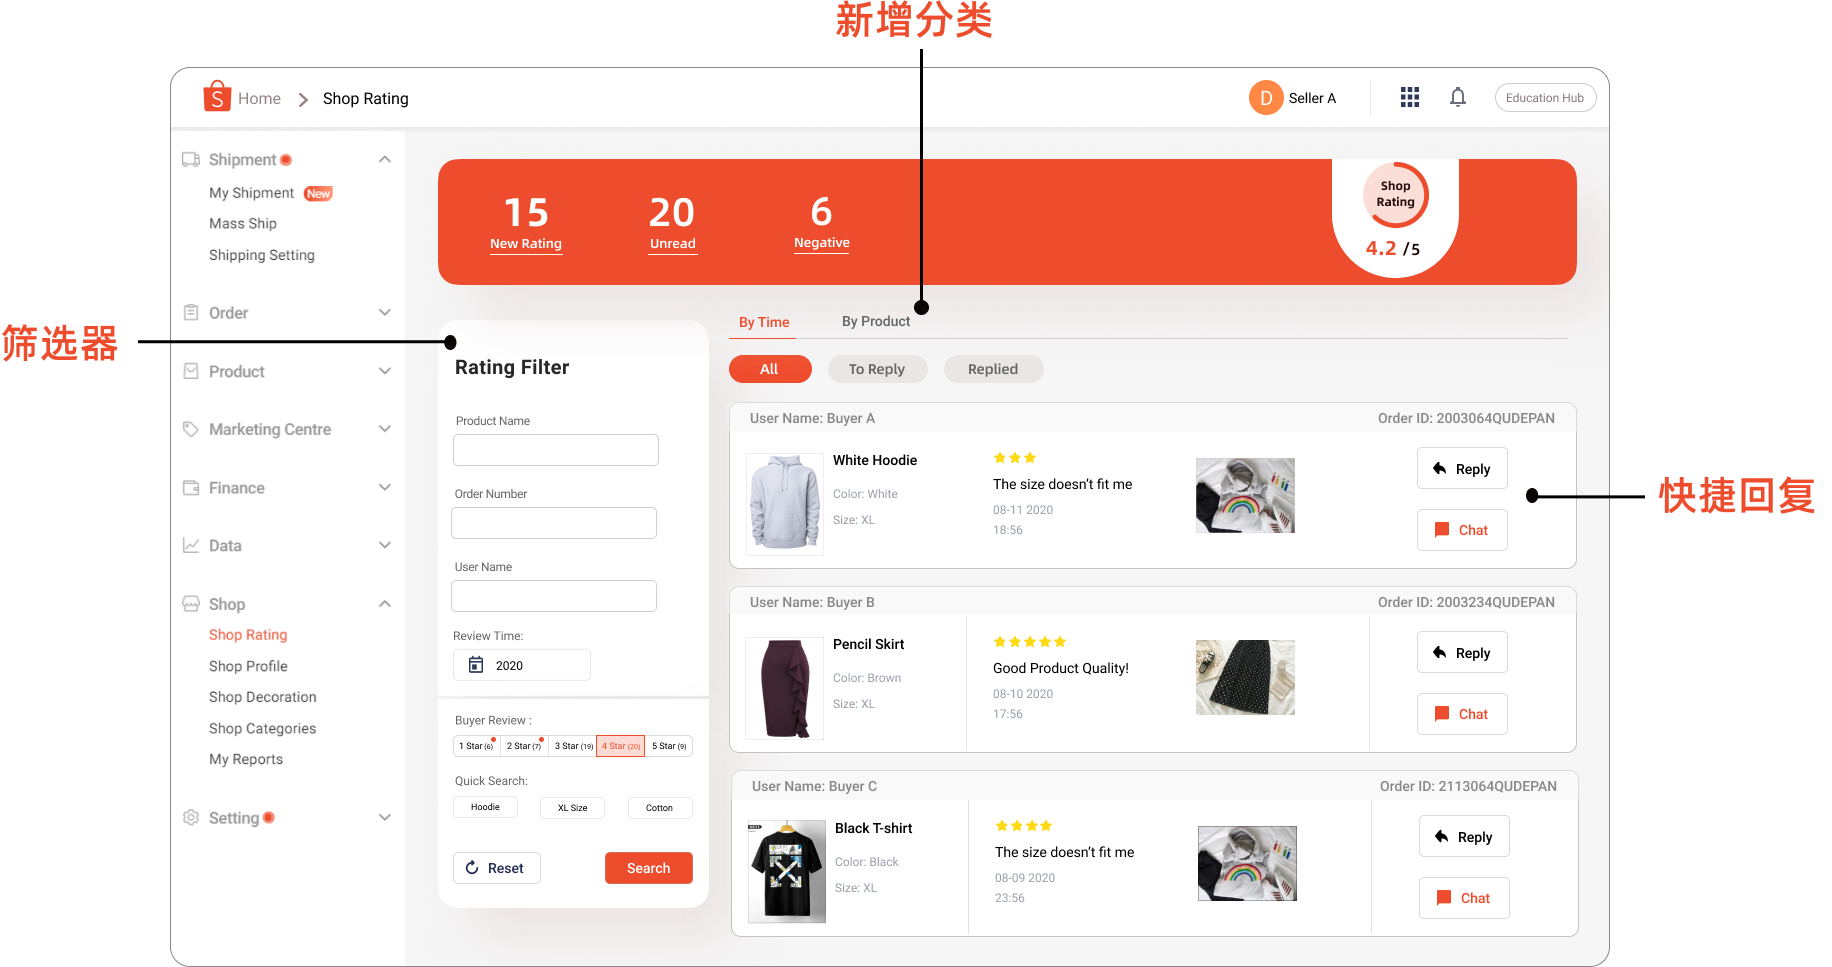 新增分类
Home
Shop Rating
D
Seller A
Education Hub
Shipment
My Shipment New
Mass Ship
Shipping Setting
Order
Product
Marketing Centre
Finance
Data
Shop
Shop Rating
Shop Profile
Shop Decoration
Shop Categories
My Reports
Setting
筛选器
15
New Rating
20
Unread
6
Negative
Shop
Rating
4.2 /5
Rating Filter
Product Name
Order Number
User Name
Review Time:
2020
Buyer Review :
1 Star (6) 2 Star (7) 3 Star (19) 4 Star (20) 5 Star (9)
Quick Search:
Hoodie XL Size Cotton
Reset
Search
By Time By Product
All To Reply Replied
User Name: Buyer A
Order ID: 2003064QUDEPAN
White Hoodie
Color: White
Size: XL
The size doesn’t fit me
08-11 2020
18:56
Reply
Chat
快捷回复
User Name: Buyer B
Order ID: 2003234QUDEPAN
Pencil Skirt
Color: Brown
Size: XL
Good Product Quality!
08-10 2020
17:56
Reply
Chat
User Name: Buyer C
Order ID: 2113064QUDEPAN
Black T-shirt
Color: Black
Size: XL
The size doesn’t fit me
08-09 2020
23:56
Reply
Chat